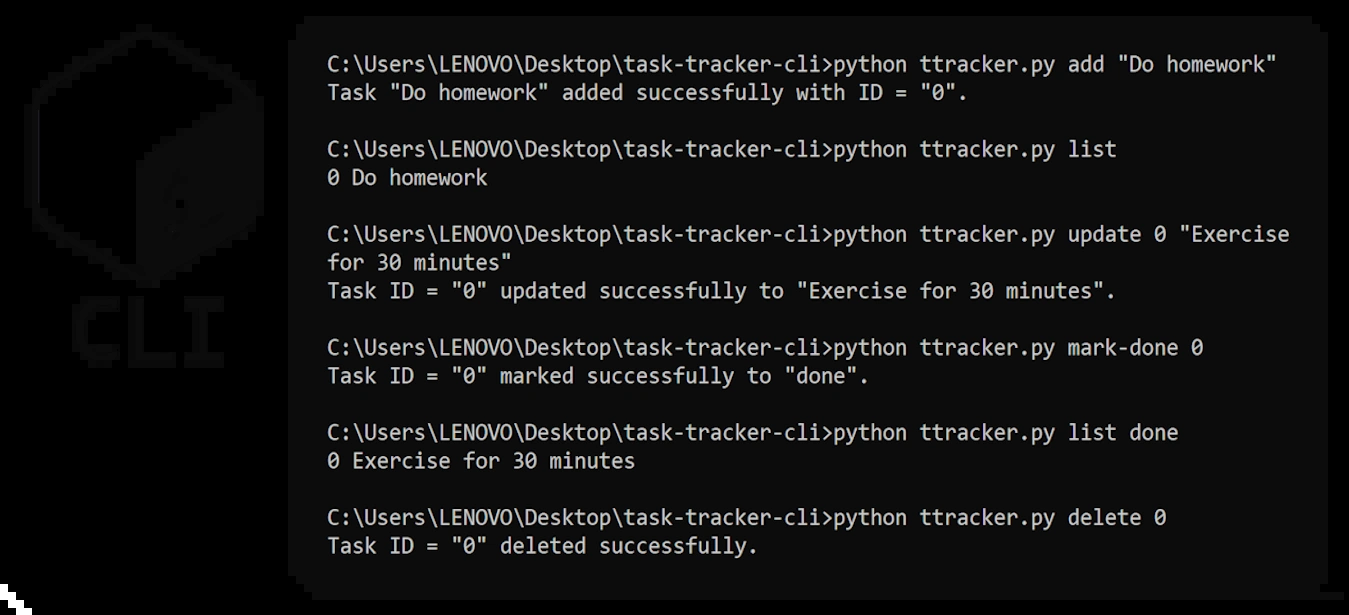 C:\Users\LENOVO\Desktop\task-tracker-cli>python ttracker.py add "Do homework"
Task "Do homework" added successfully with ID = "0".
C:\Users\LENOVO\Desktop\task-tracker-cli>python ttracker.py list
0 Do homework
C:\Users\LENOVO\Desktop\task-tracker-cli>python ttracker.py update 0 "Exercise
for 30 minutes"
Task ID = "0" updated successfully to "Exercise for 30 minutes".
C:\Users\LENOVO\Desktop\task-tracker-cli>python ttracker.py mark-done 0
Task ID = "0" marked successfully to "done".
C:\Users\LENOVO\Desktop\task-tracker-cli>python ttracker.py list done
0 Exercise for 30 minutes
C:\Users\LENOVO\Desktop\task-tracker-cli>python ttracker.py delete 0
Task ID = "0" deleted successfully.
CLI